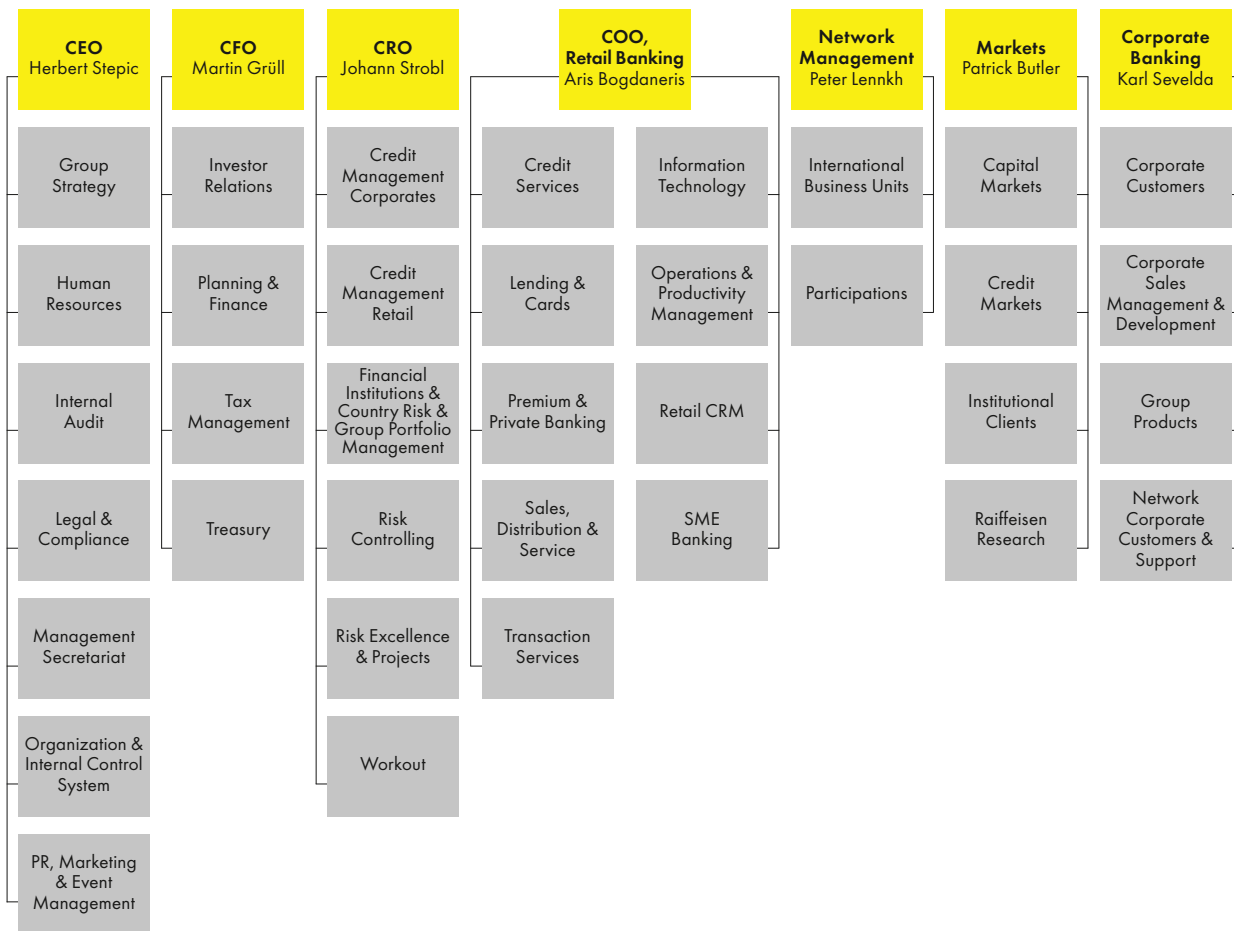 CEO
Herbert Stepic
CFO
Martin Grüll
CRO
Johann Strobl
COO,
Retail Banking
Aris Bogdaneris
Network
Management
Peter Lennkh
Markets
Patrick Butler
Corporate
Banking
Karl Sevelda
Group
Strategy
Investor
Relations
Credit
Management
Corporates
Credit
Services
Information
Technology
International
Business Units
Capital
Markets
Corporate
Customers
Human
Resources
Planning &
Finance
Credit
Management
Retail
Lending &
Cards
Operations &
Productivity
Management
Participations
Credit
Markets
Corporate
Sales
Management &
Development
Internal
Audit
Tax
Management
Financial
Institutions &
Country Risk &
Group Portfolio
Management
Premium &
Private Banking
Retail CRM
Institutional
Clients
Group
Products
Legal &
Compliance
Treasury
Risk
Controlling
Sales,
Distribution &
Service
SME
Banking
Raiffeisen
Research
Network
Corporate
Customers &
Support
Management
Secretariat
Risk Excellence
& Projects
Transaction
Services
Organization &
Internal Control
System
Workout
PR, Marketing
& Event
Management